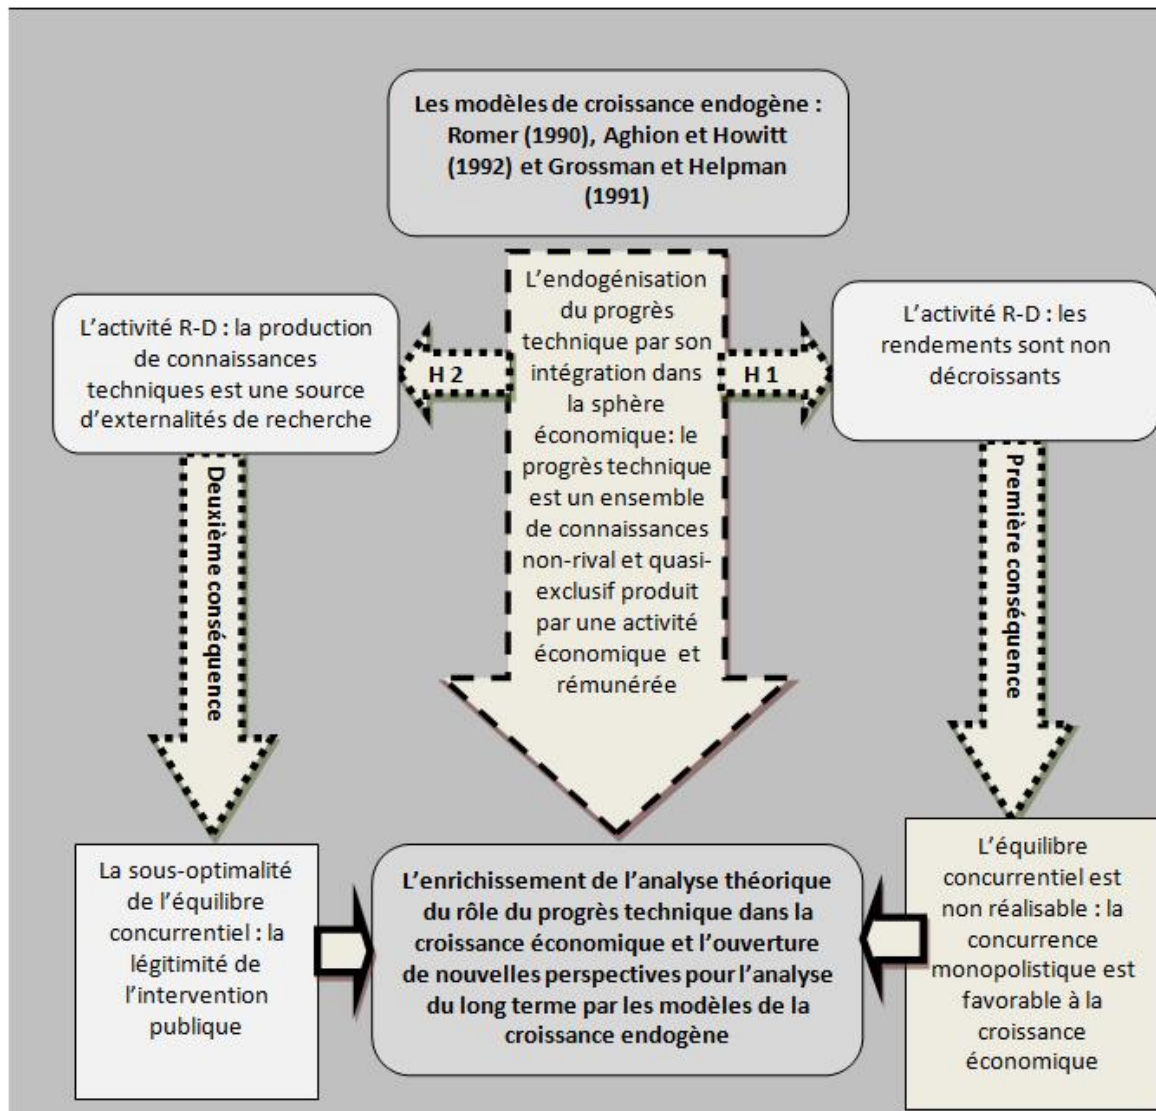 Les modèles de croissance endogène :
Romer (1990), Aghion et Howitt
(1992) et Grossman et Helpman
(1991)
L'endogénisation
du progrès
technique par son
intégration dans
la sphère
économique: le
progrès technique
est un ensemble
de connaissances
non-rival et quasi-
exclusif produit
par une activité
économique et
rémunérée
H 2
H 1
L'activité R-D : la production
de connaissances
techniques est une source
d'externalités de recherche
L'activité R-D : les
rendements sont non
décroissants
Deuxième conséquence
Première conséquence
La sous-optimalité
de l'équilibre
concurrentiel : la
légitimité de
l'intervention
publique
L'enrichissement de l'analyse théorique
du rôle du progrès technique dans la
croissance économique et l'ouverture
de nouvelles perspectives pour l'analyse
du long terme par les modèles de la
croissance endogène
L'équilibre
concurrentiel est
non réalisable : la
concurrence
monopolistique est
favorable à la
croissance
économique